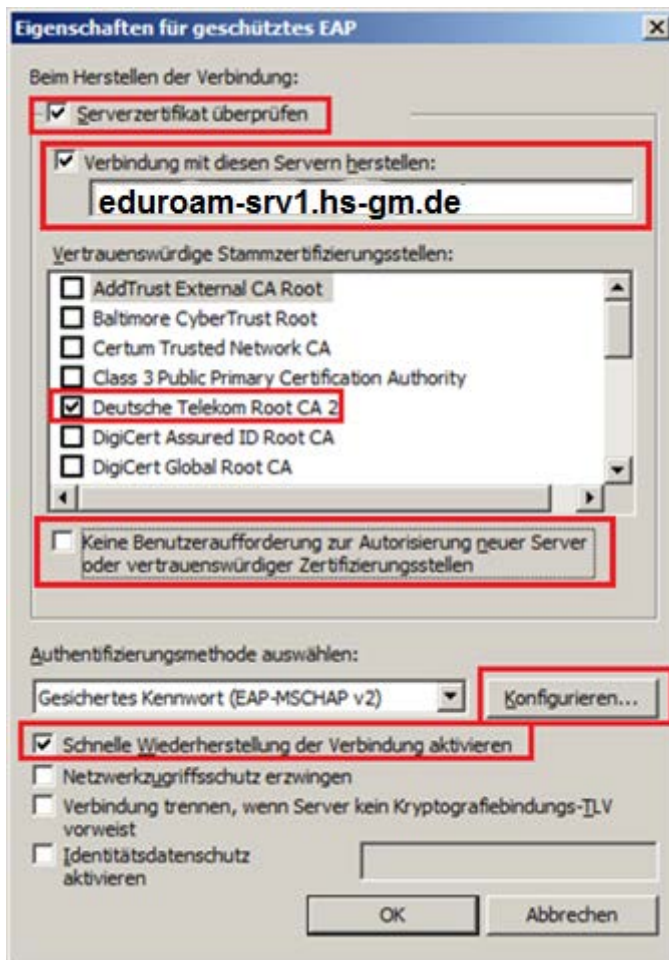 Eigenschaften für geschütztes EAP
Beim Herstellen der Verbindung:
Serverzertifikat überprüfen
Verbindung mit diesen Servern herstellen:
eduroam-srv1.hs-gm.de
Vertrauenswürdige Stammzertifizierungsstellen:
AddTrust External CA Root
Baltimore CyberTrust Root
Certum Trusted Network CA
Class 3 Public Primary Certification Authority
Deutsche Telekom Root CA 2
DigiCert Assured ID Root CA
DigiCert Global Root CA
Keine Benutzeraufforderung zur Autorisierung neuer Server
oder vertrauenswürdiger Zertifizierungsstellen
Authentifizierungsmethode auswählen:
Gesichertes Kennwort (EAP-MSCHAP v2)
Konfigurieren...
Schnelle Wiederherstellung der Verbindung aktivieren
Netzwerkzugriffsschutz erzwingen
Verbindung trennen, wenn Server kein Kryptografiebindungs-TLV
vorweist
Identitätsdatenschutz
aktivieren
OK
Abbrechen